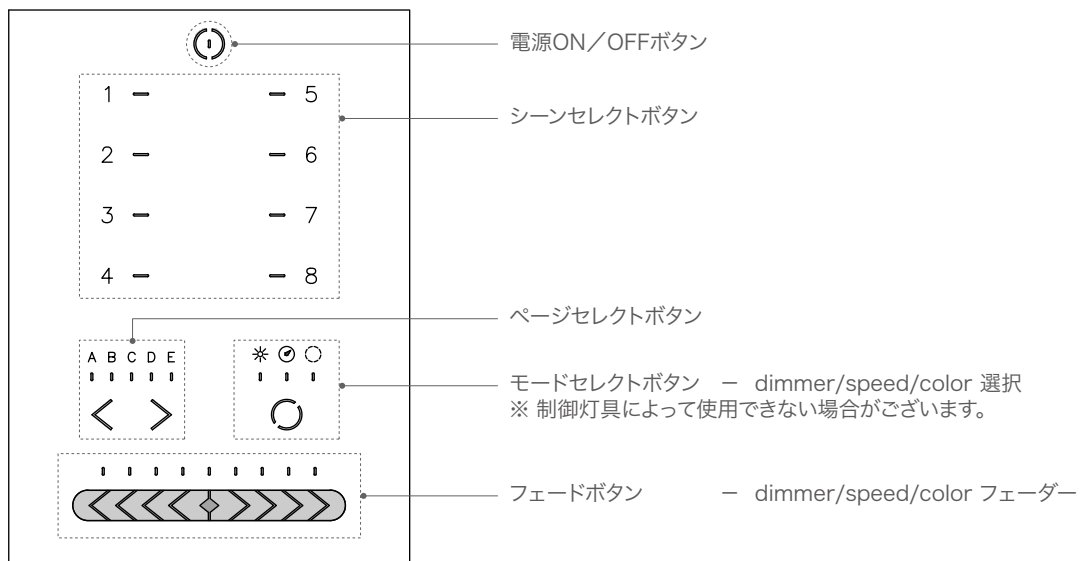 電源ON／OFFボタン
1 5
シーンセレクトボタン
2 6
3 7
4 8
ページセレクトボタン
A B C D E
モードセレクトボタン － dimmer/speed/color 選択
※ 制御灯具によって使用できない場合がございます。
フェードボタン － dimmer/speed/color フェーダー